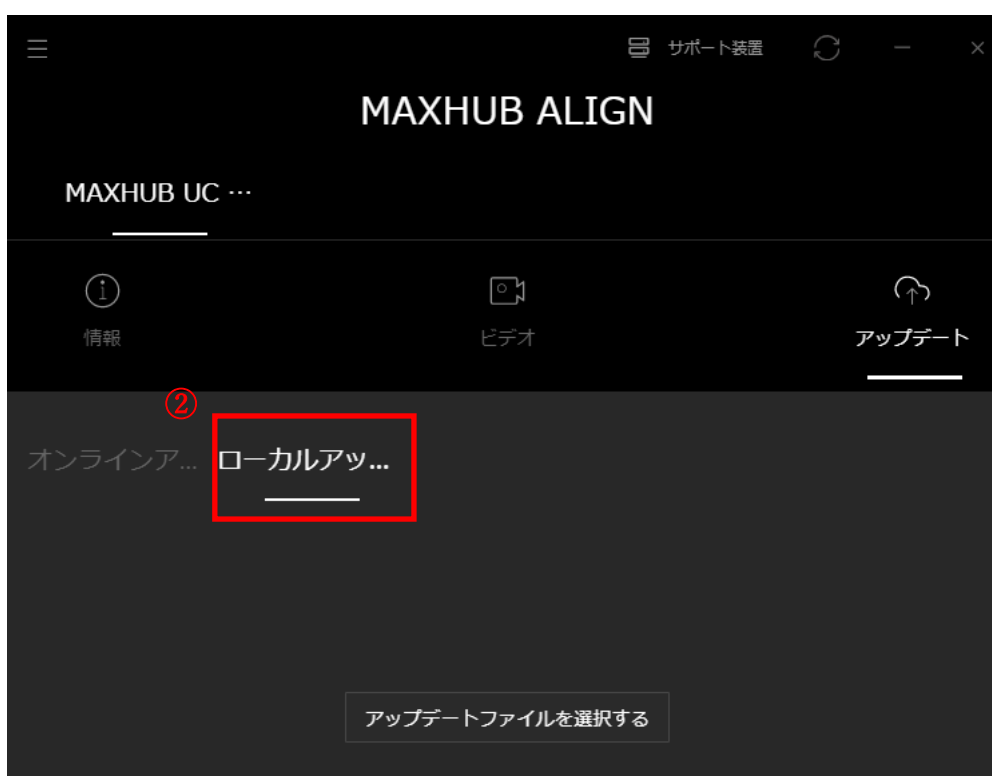 サポート装置
MAXHUB ALIGN
MAXHUB UC …
情報 ビデオ アップデート
②
オンラインア... ローカルアッ...
アップデートファイルを選択する